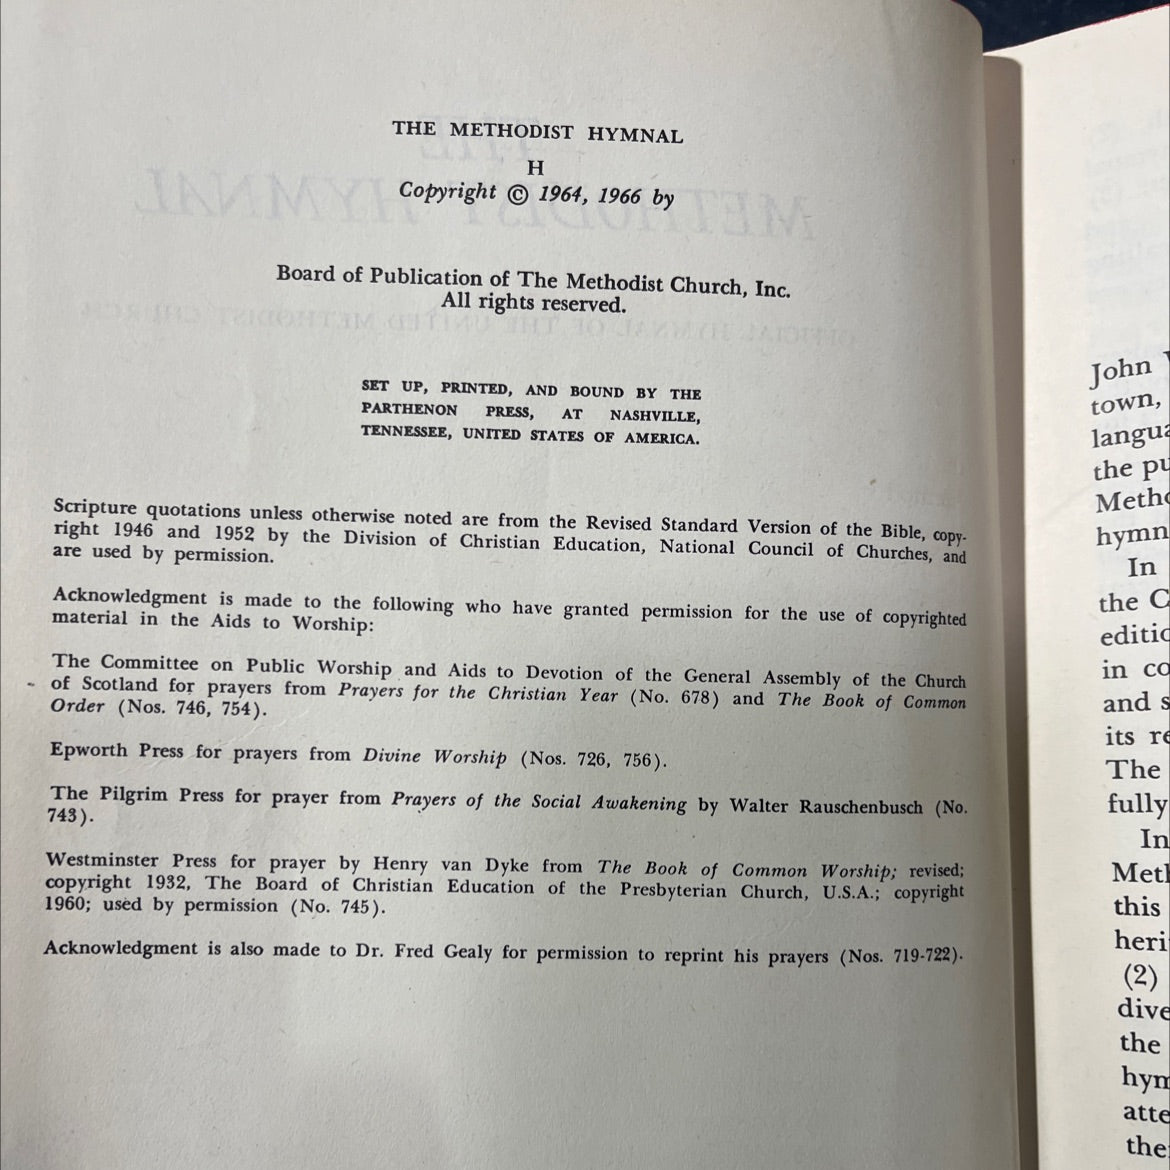 THE METHODIST HYMNAL
H
Copyright © 1964, 1966 by
Board of Publication of The Methodist Church, Inc.
All rights reserved.
SET UP, PRINTED, AND BOUND BY THE
PARTHENON PRESS, AT NASHVILLE,
TENNESSEE, UNITED STATES OF AMERICA.
Scripture quotations unless otherwise noted are from the Revised Standard Version of the Bible, copy-
right 1946 and 1952 by the Division of Christian Education, National Council of Churches, and
are used by permission.
Acknowledgment is made to the following who have granted permission for the use of copyrighted
material in the Aids to Worship:
The Committee on Public Worship and Aids to Devotion of the General Assembly of the Church
of Scotland for prayers from Prayers for the Christian Year (No. 678) and The Book of Common
Order (Nos. 746, 754).
Epworth Press for prayers from Divine Worship (Nos. 726, 756).
The Pilgrim Press for prayer from Prayers of the Social Awakening by Walter Rauschenbusch (No.
743).
Westminster Press for prayer by Henry van Dyke from The Book of Common Worship; revised;
copyright 1932, The Board of Christian Education of the Presbyterian Church, U.S.A.; copyright
1960; used by permission (No. 745).
Acknowledgment is also made to Dr. Fred Gealy for permission to reprint his prayers (Nos. 719-722).
John
town,
the
hymn
In
the C
in
and s
its
The
fully
In
this
(2)
the